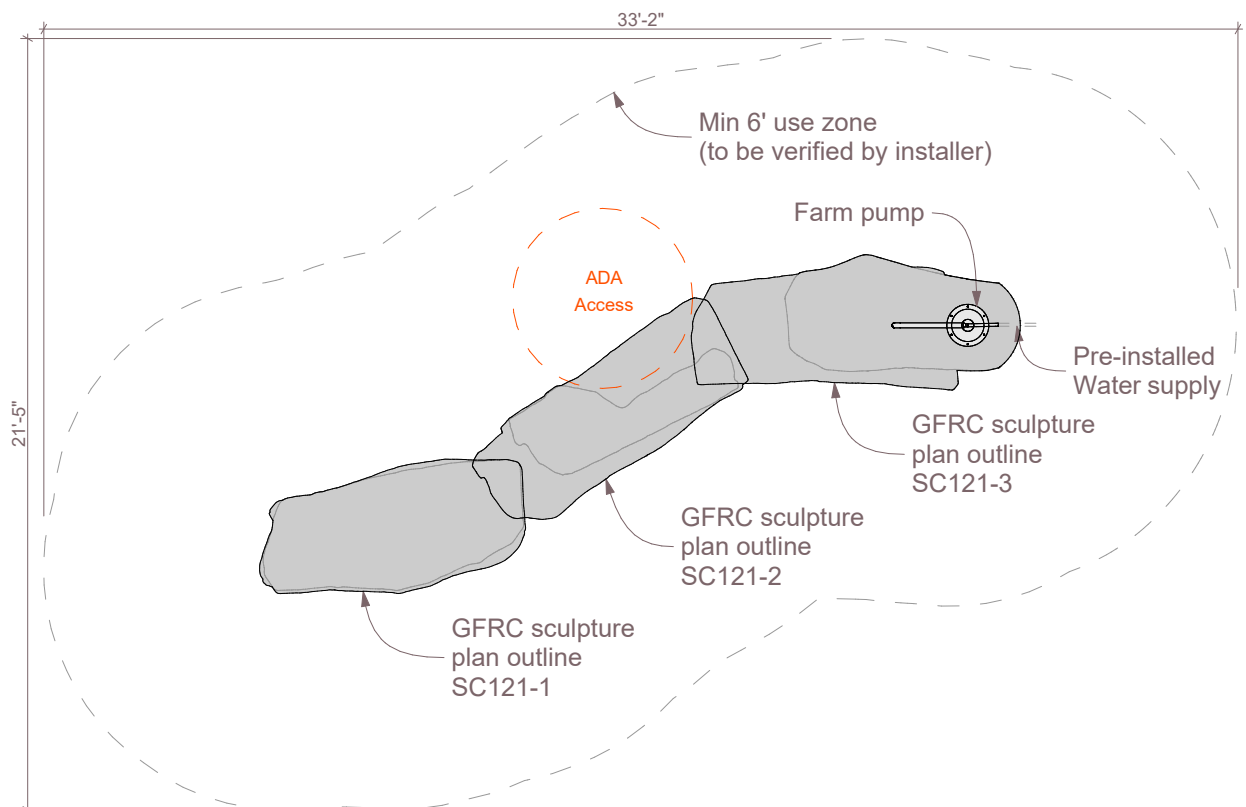 33'-2"
Min 6' use zone
(to be verified by installer)
Farm pump
ADA
Access
Pre-installed
Water supply
21'-5"
GFRC sculpture
plan outline
SC121-3
GFRC sculpture
plan outline
SC121-2
GFRC sculpture
plan outline
SC121-1